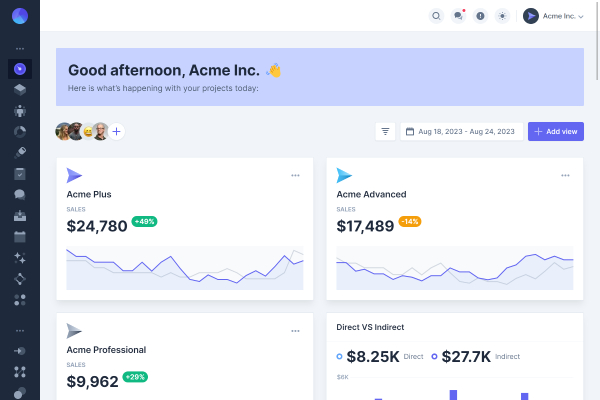 Acme Inc.
Good afternoon, Acme Inc. 👋
Here is what's happening with your projects today:
Aug 18, 2023 - Aug 24, 2023
Add view
Acme Plus
SALES
$24,780 +49%
Acme Advanced
SALES
$17,489 -14%
Acme Professional
SALES
$9,962 +29%
Direct VS Indirect
$8.25K Direct $27.7K Indirect
$6K